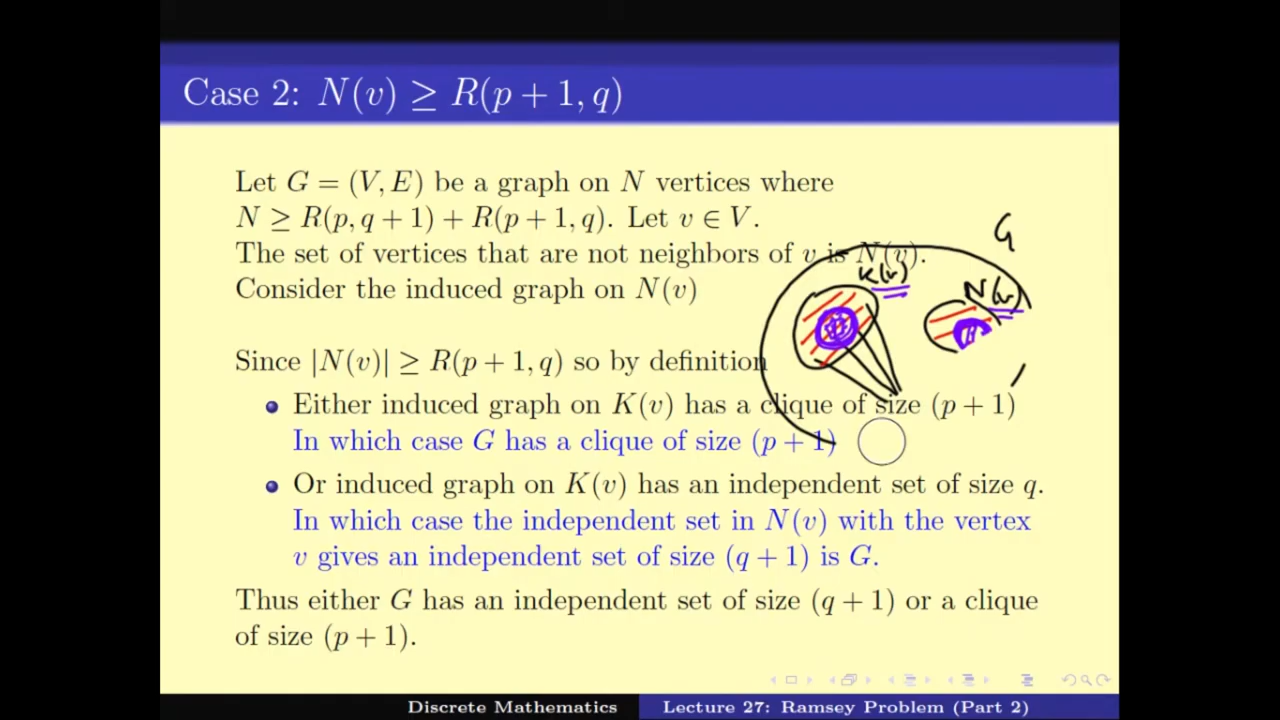 Case 2: N(v) ≥ R(p + 1, q)
Let G = (V, E) be a graph on N vertices where
N ≥ R(p, q + 1) + R(p + 1, q). Let v ∈ V.
The set of vertices that are not neighbors of v is N(v).
Consider the induced graph on N(v)
G
K(v)
N(v)
Since |N(v)| ≥ R(p + 1, q) so by definition
Either induced graph on K(v) has a clique of size (p + 1)
In which case G has a clique of size (p + 1)
Or induced graph on K(v) has an independent set of size q.
In which case the independent set in N(v) with the vertex
v gives an independent set of size (q + 1) is G.
Thus either G has an independent set of size (q + 1) or a clique
of size (p + 1).
Discrete Mathematics
Lecture 27: Ramsey Problem (Part 2)